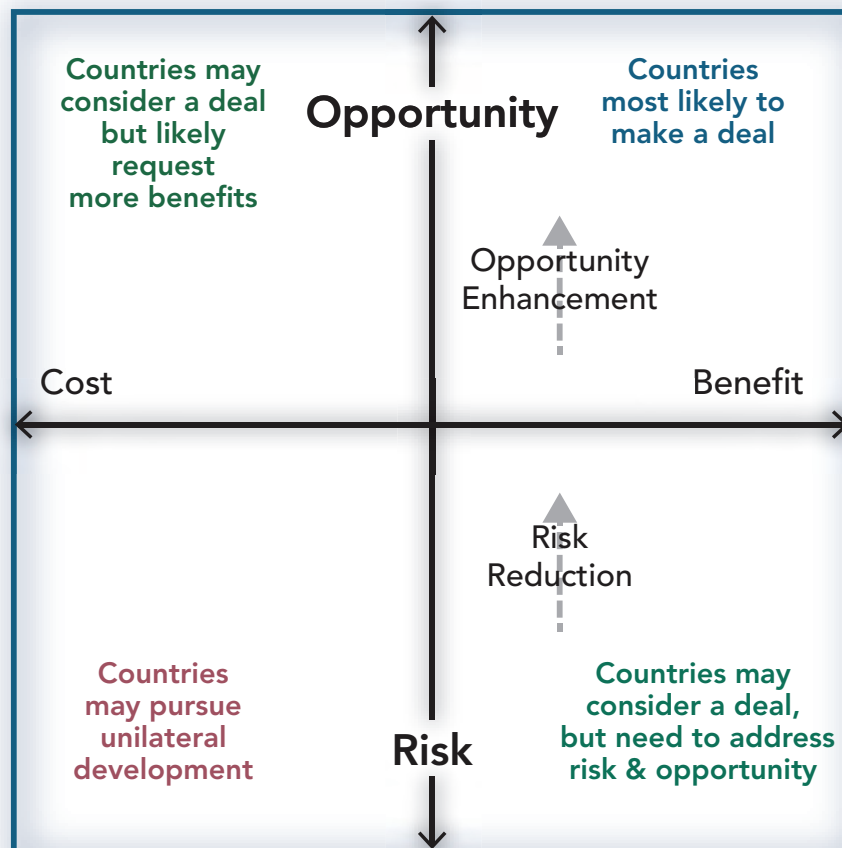 Countries may
consider a deal
but likely
request
more benefits
Opportunity
Countries
most likely to
make a deal
Opportunity
Enhancement
Cost
Benefit
Risk
Reduction
Countries
may pursue
unilateral
development
Risk
Countries may
consider a deal,
but need to address
risk & opportunity